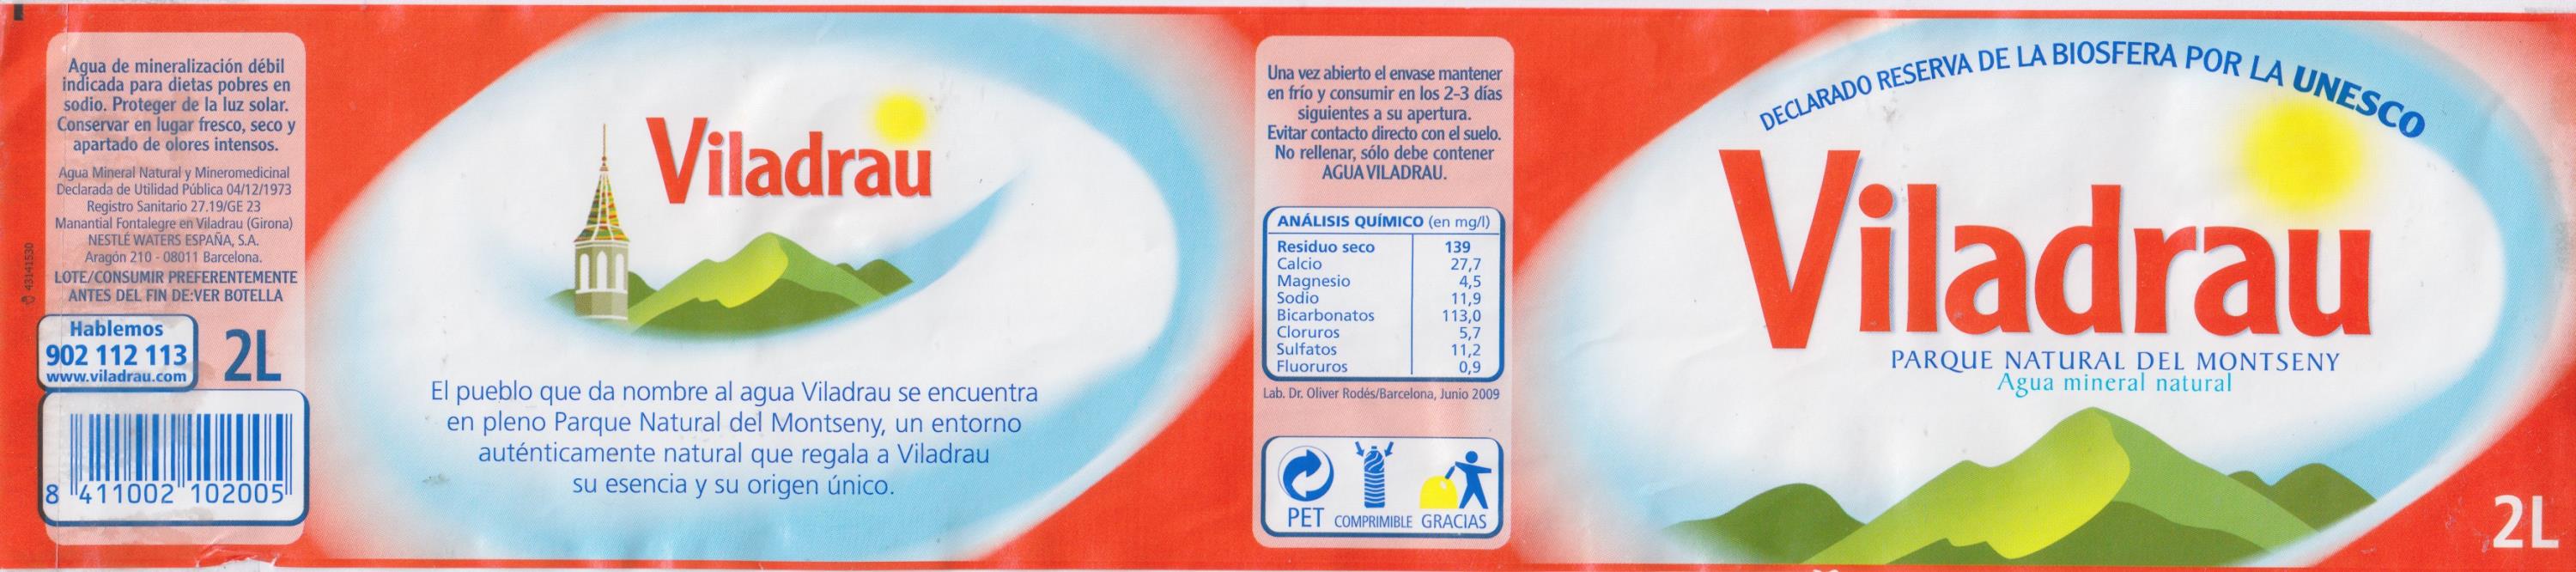 Agua de mineralización débil
indicada para dietas pobres en
sodio. Proteger de la luz solar.
Conservar en lugar fresco, seco y
apartado de olores intensos.
Agua Mineral Natural y Mineromedicinal
Declarada de Utilidad Pública 04/12/1973
Registro Sanitario 27.19/GE 23
Manantial Fontalegre en Viladrau (Girona)
NESTLÉ WATERS ESPAÑA, S.A.
Aragón 210 - 08011 Barcelona.
LOTE/CONSUMIR PREFERENTEMENTE
ANTES DEL FIN DE:VER BOTELLA
43141530
Hablemos
902 112 113
www.viladrau.com
2L
8 411002 102005
Viladrau
El pueblo que da nombre al agua Viladrau se encuentra
en pleno Parque Natural del Montseny, un entorno
auténticamente natural que regala a Viladrau
su esencia y su origen único.
Una vez abierto el envase mantener
en frío y consumir en los 2-3 días
siguientes a su apertura.
Evitar contacto directo con el suelo.
No rellenar, sólo debe contener
AGUA VILADRAU.
ANÁLISIS QUÍMICO (en mg/l)
Residuo seco 139
Calcio 27,7
Magnesio 4,5
Sodio 11,9
Bicarbonatos 113,0
Cloruros 5,7
Sulfatos 11,2
Fluoruros 0,9
Lab. Dr. Oliver Rodés/Barcelona, Junio 2009
PET COMPRIMIBLE GRACIAS
DECLARADO RESERVA DE LA BIOSFERA POR LA UNESCO
Viladrau
PARQUE NATURAL DEL MONTSENY
Agua mineral natural
2L